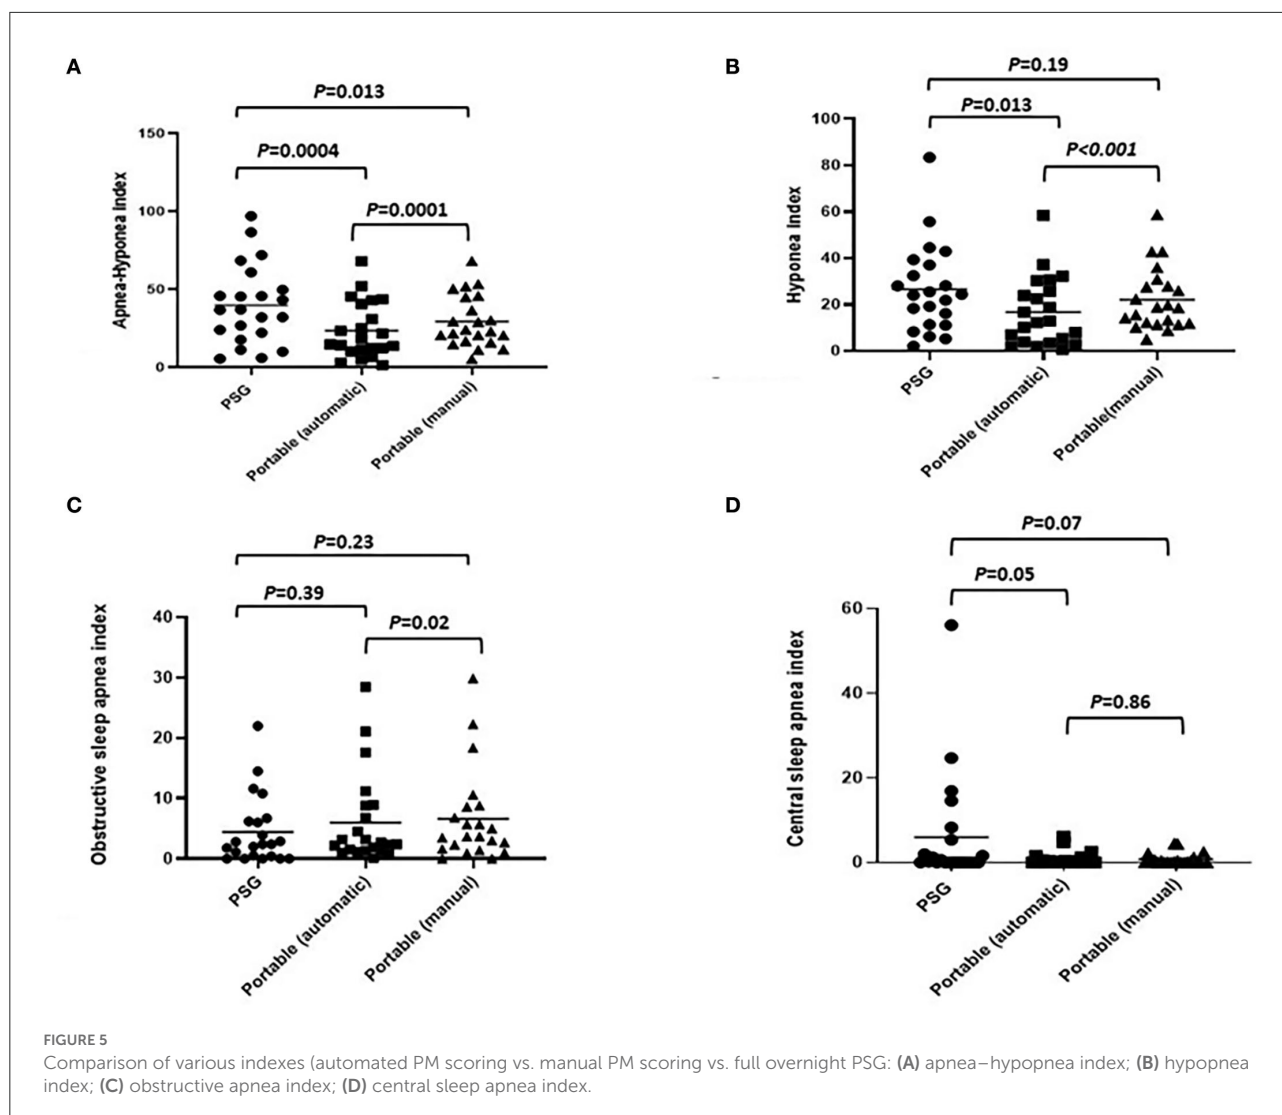 A
P=0.013
P=0.0004
P=0.0001
Apnea-Hyponea index
150
100
50
0
PSG
Portable (automatic)
Portable (manual)
B
P=0.19
P=0.013
P<0.001
Hyponea index
100
80
60
40
20
0
PSG
Portable (automatic)
Portable(manual)
C
P=0.23
P=0.39
P=0.02
Obstructive sleep apnea index
40
30
20
10
0
PSG
Portable (automatic)
Portable (manual)
D
P=0.07
P=0.05
P=0.86
Central sleep apnea index
60
40
20
0
PSG
Portable (automatic)
Portable (manual)
FIGURE 5
Comparison of various indexes (automated PM scoring vs. manual PM scoring vs. full overnight PSG: (A) apnea–hypopnea index; (B) hypopnea
index; (C) obstructive apnea index; (D) central sleep apnea index.